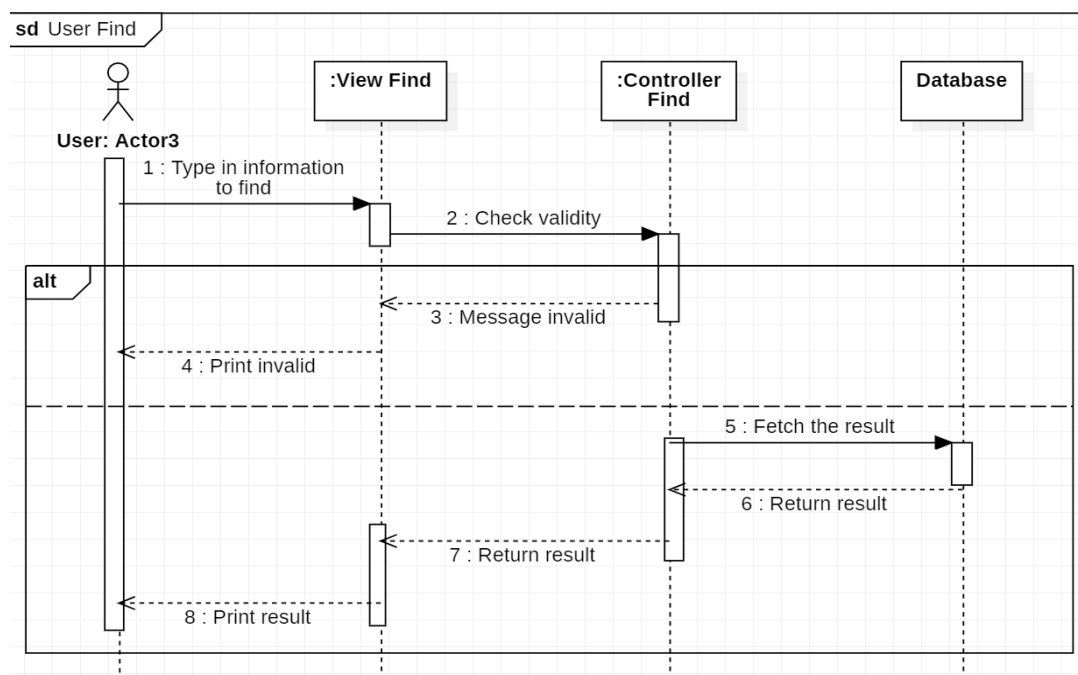 sd User Find
User: Actor3
:View Find
:Controller
Find
Database
1 : Type in information
to find
2 : Check validity
alt
3 : Message invalid
4 : Print invalid
5 : Fetch the result
6 : Return result
7 : Return result
8 : Print result